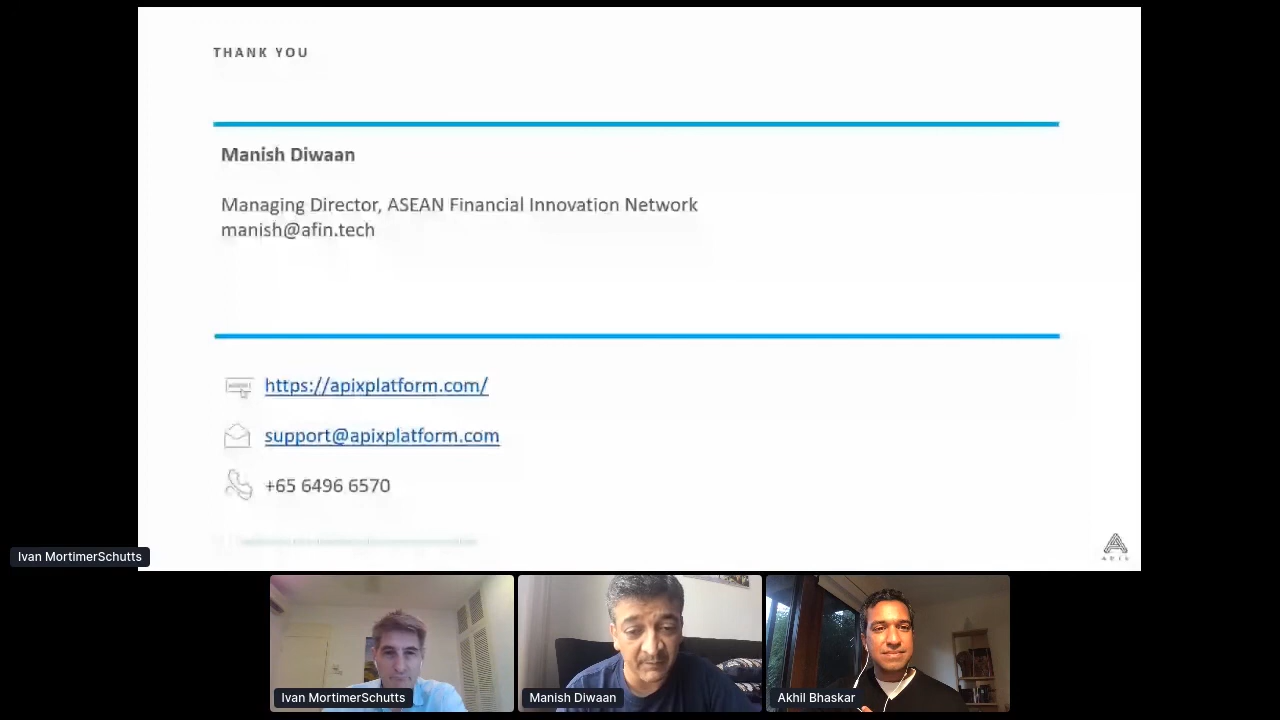 THANK YOU
Manish Diwaan
Managing Director, ASEAN Financial Innovation Network
manish@afin.tech
https://apixplatform.com/
support@apixplatform.com
+65 6496 6570
Ivan MortimerSchutts
Ivan MortimerSchutts
Manish Diwaan
Akhil Bhaskar